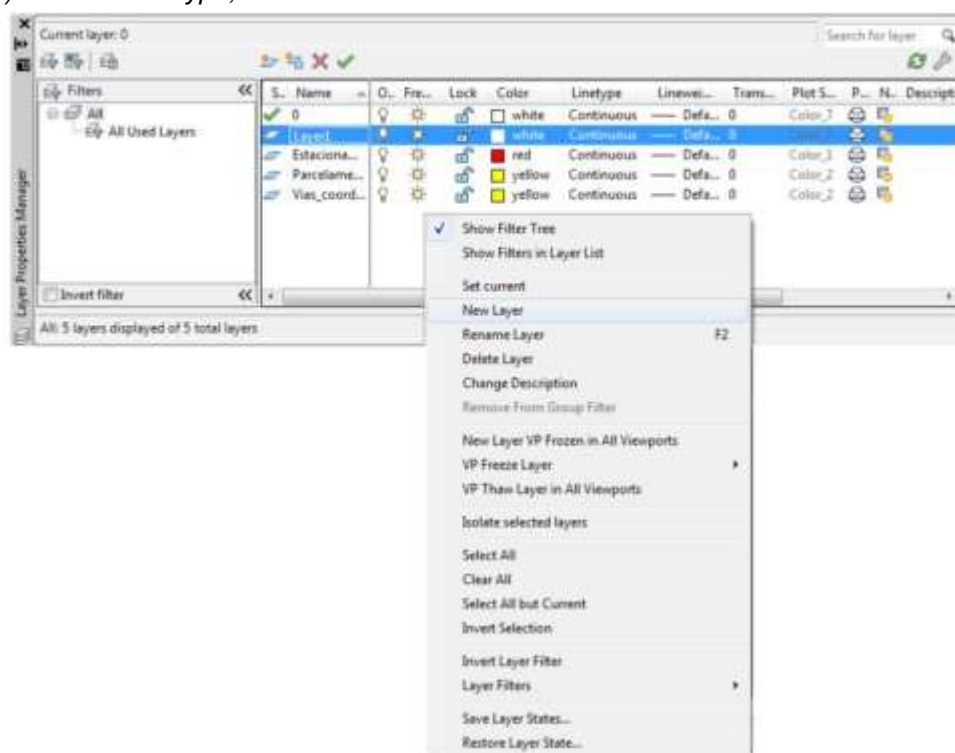 Current layer: 0
Search for layer
Filters
All
All Used Layers
Invert filter
All: 5 layers displayed of 5 total layers
Layer Properties Manager
S.. Name O.. Fre... Lock Color Linetype Linewei... Trans... Plot S... P... N.. Descript
0 white Continuous Defa... 0 Color_7
Layer1 white Continuous Defa... 0
Estaciona... red Continuous Defa... 0 Color_1
Parcelame... yellow Continuous Defa... 0 Color_2
Vias_coord... yellow Continuous Defa... 0 Color_2
Show Filter Tree
Show Filters in Layer List
Set current
New Layer
Rename Layer F2
Delete Layer
Change Description
Remove From Group Filter
New Layer VP Frozen in All Viewports
VP Freeze Layer
VP Thaw Layer in All Viewports
Isolate selected layers
Select All
Clear All
Select All but Current
Invert Selection
Invert Layer Filter
Layer Filters
Save Layer States...
Restore Layer State...